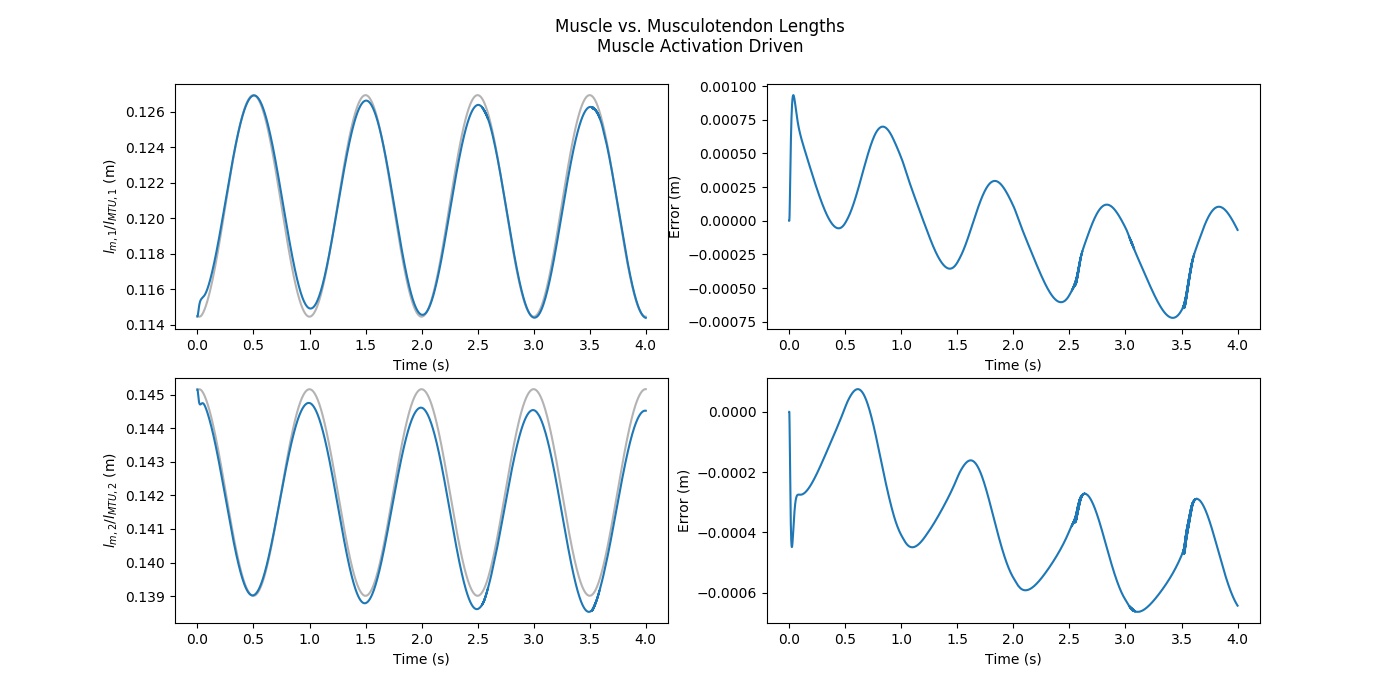 Muscle vs. Musculotendon Lengths
Muscle Activation Driven
l_{m,1}/l_{MTU,1} (m)
0.126
0.124
0.122
0.120
0.118
0.116
0.114
0.0 0.5 1.0 1.5 2.0 2.5 3.0 3.5 4.0
Time (s)
Error (m)
0.00100
0.00075
0.00050
0.00025
0.00000
−0.00025
−0.00050
−0.00075
0.0 0.5 1.0 1.5 2.0 2.5 3.0 3.5 4.0
Time (s)
l_{m,2}/l_{MTU,2} (m)
0.145
0.144
0.143
0.142
0.141
0.140
0.139
0.0 0.5 1.0 1.5 2.0 2.5 3.0 3.5 4.0
Time (s)
Error (m)
0.0000
−0.0002
−0.0004
−0.0006
0.0 0.5 1.0 1.5 2.0 2.5 3.0 3.5 4.0
Time (s)